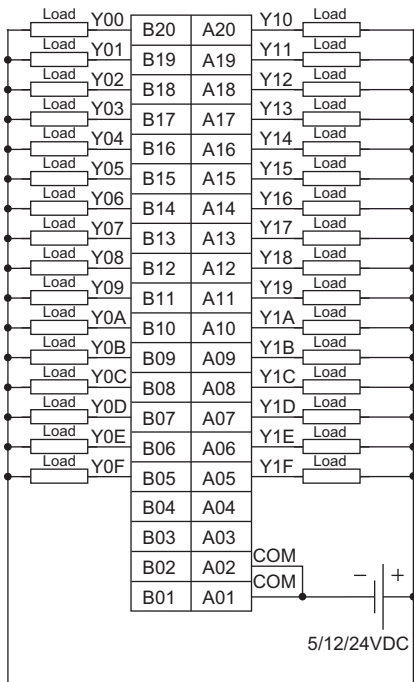 Load Y00 B20 A20 Y10 Load
Load Y01 B19 A19 Y11 Load
Load Y02 B18 A18 Y12 Load
Load Y03 B17 A17 Y13 Load
Load Y04 B16 A16 Y14 Load
Load Y05 B15 A15 Y15 Load
Load Y06 B14 A14 Y16 Load
Load Y07 B13 A13 Y17 Load
Load Y08 B12 A12 Y18 Load
Load Y09 B11 A11 Y19 Load
Load Y0A B10 A10 Y1A Load
Load Y0B B09 A09 Y1B Load
Load Y0C B08 A08 Y1C Load
Load Y0D B07 A07 Y1D Load
Load Y0E B06 A06 Y1E Load
Load Y0F B05 A05 Y1F Load
B04 A04
B03 A03
B02 A02 COM
B01 A01 COM − +
5/12/24VDC